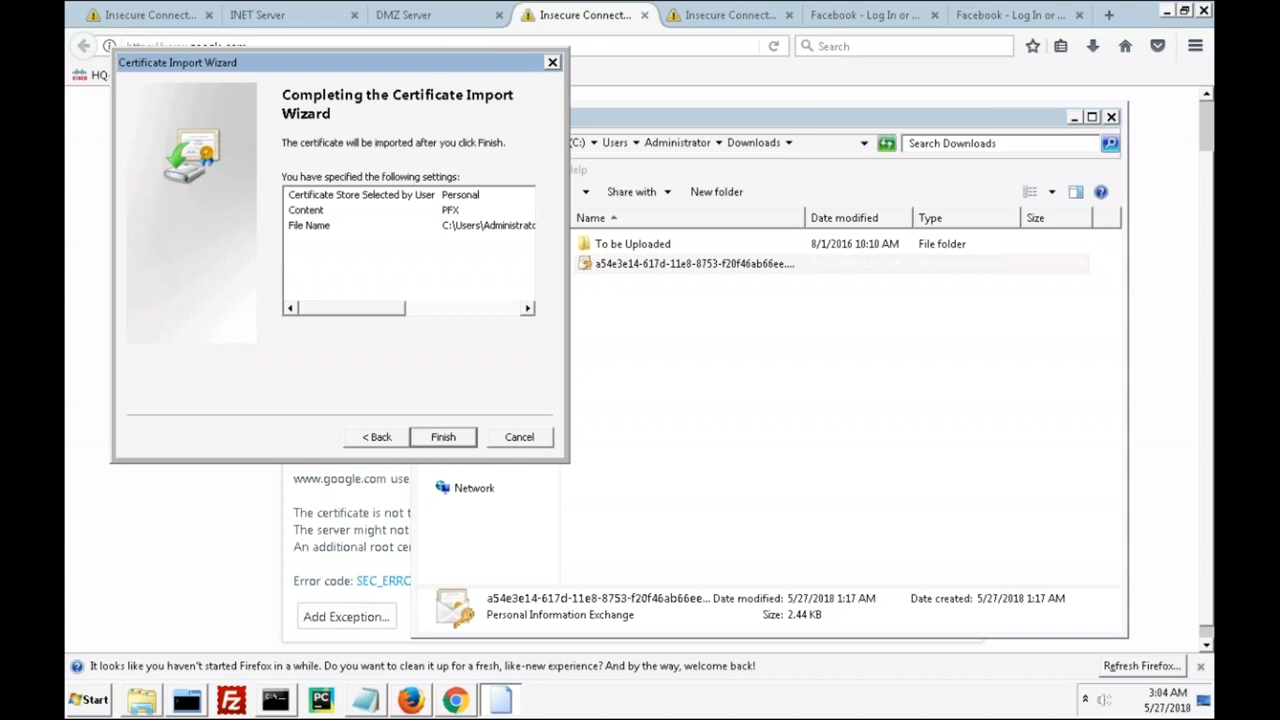 Insecure Connect...
INET Server
DMZ Server
Insecure Connect...
Insecure Connect...
Facebook - Log In or ...
Facebook - Log In or ...
Search
HQ
Certificate Import Wizard
Completing the Certificate Import
Wizard
The certificate will be imported after you click Finish.
You have specified the following settings:
Certificate Store Selected by User Personal
Content PFX
File Name C:\Users\Administrato
< Back
Finish
Cancel
(C:)
Users
Administrator
Downloads
Search Downloads
Help
Share with
New folder
Name
Date modified
Type
Size
To be Uploaded 8/1/2016 10:10 AM File folder
a54e3e14-617d-11e8-8753-f20f46ab66ee....
Network
a54e3e14-617d-11e8-8753-f20f46ab66ee... Date modified: 5/27/2018 1:17 AM Date created: 5/27/2018 1:17 AM
Personal Information Exchange Size: 2.44 KB
www.google.com use
The certificate is not t
The server might not
An additional root cer
Error code: SEC_ERRO
Add Exception...
It looks like you haven't started Firefox in a while. Do you want to clean it up for a fresh, like-new experience? And by the way, welcome back!
Refresh Firefox...
Start
PC
3:04 AM
5/27/2018